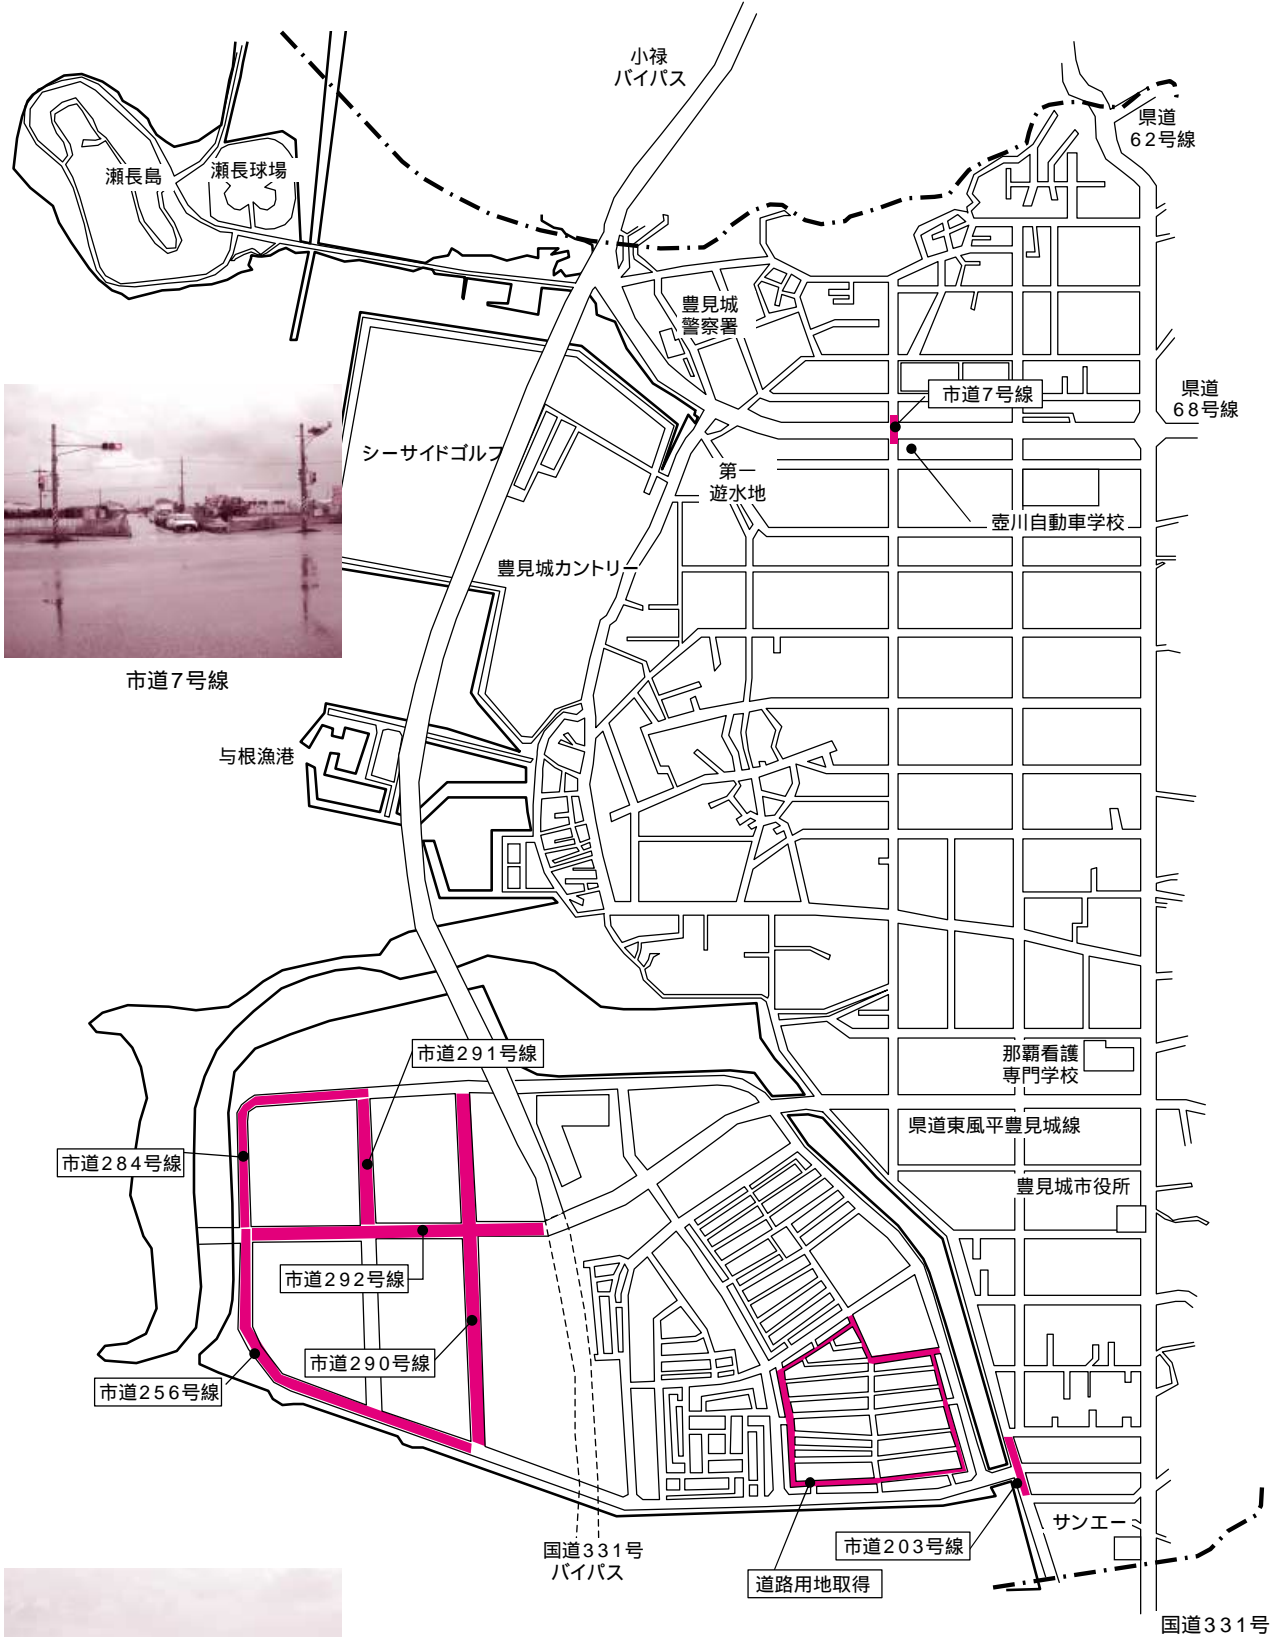 小禄
バイパス
県道
62号線
瀬長島
瀬長球場
豊見城
警察署
県道
68号線
市道7号線
シーサイドゴルフ
第一
遊水地
壺川自動車学校
豊見城カントリー
市道7号線
与根漁港
那覇看護
専門学校
市道291号線
県道東風平豊見城線
市道284号線
豊見城市役所
市道292号線
市道290号線
市道256号線
サンエー
市道203号線
国道331号
バイパス
道路用地取得
国道331号